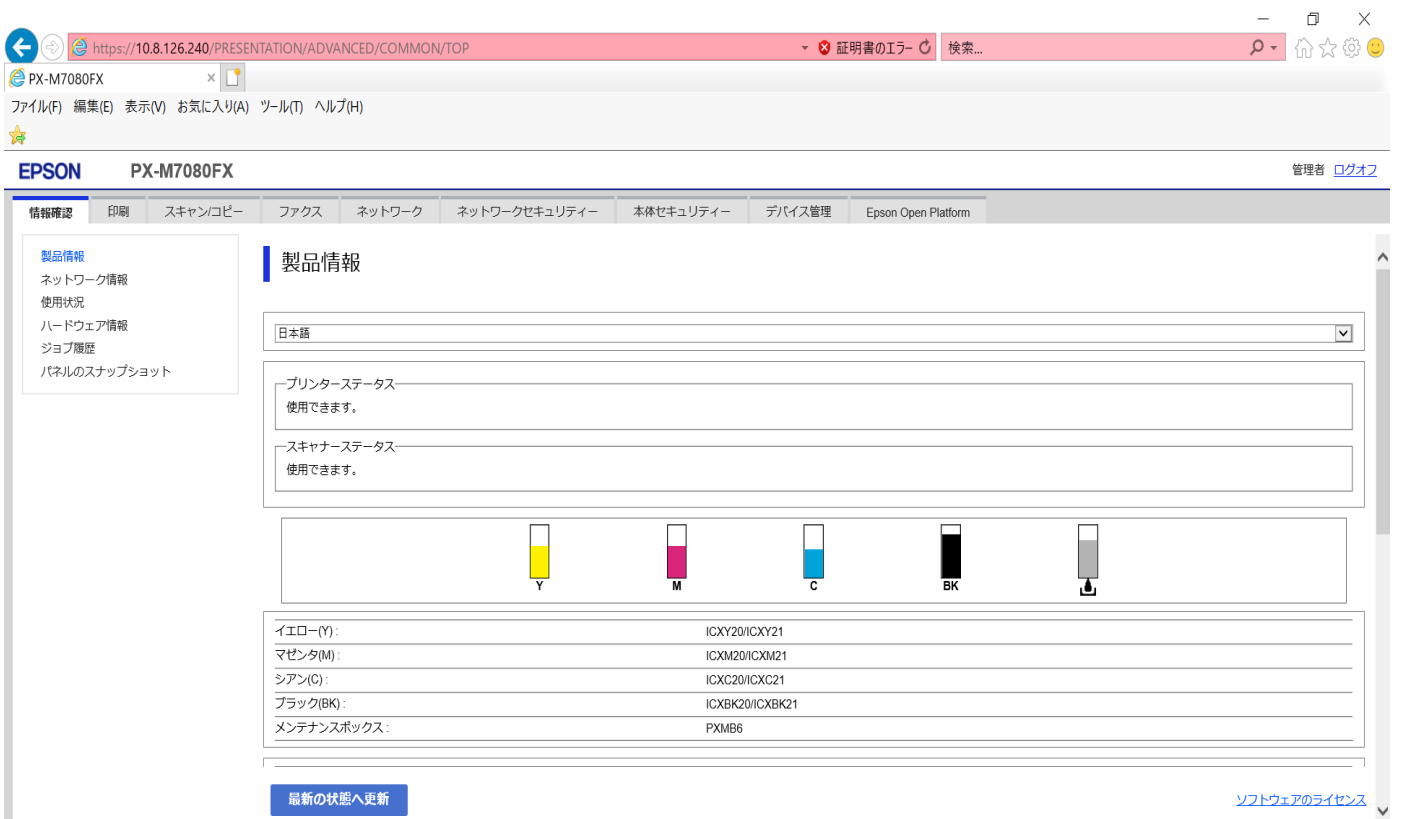 https://10.8.126.240/PRESENTATION/ADVANCED/COMMON/TOP 証明書のエラー 検索...
PX-M7080FX
ファイル(F) 編集(E) 表示(V) お気に入り(A) ツール(T) ヘルプ(H)
EPSON PX-M7080FX 管理者 ログオフ
情報確認 印刷 スキャン/コピー ファクス ネットワーク ネットワークセキュリティー 本体セキュリティー デバイス管理 Epson Open Platform
製品情報
ネットワーク情報
使用状況
ハードウェア情報
ジョブ履歴
パネルのスナップショット
製品情報
日本語
プリンターステータス
使用できます。
スキャナーステータス
使用できます。
Y M C BK
イエロー(Y) : ICXY20/ICXY21
マゼンタ(M) : ICXM20/ICXM21
シアン(C) : ICXC20/ICXC21
ブラック(BK) : ICXBK20/ICXBK21
メンテナンスボックス : PXMB6
最新の状態へ更新 ソフトウェアのライセンス